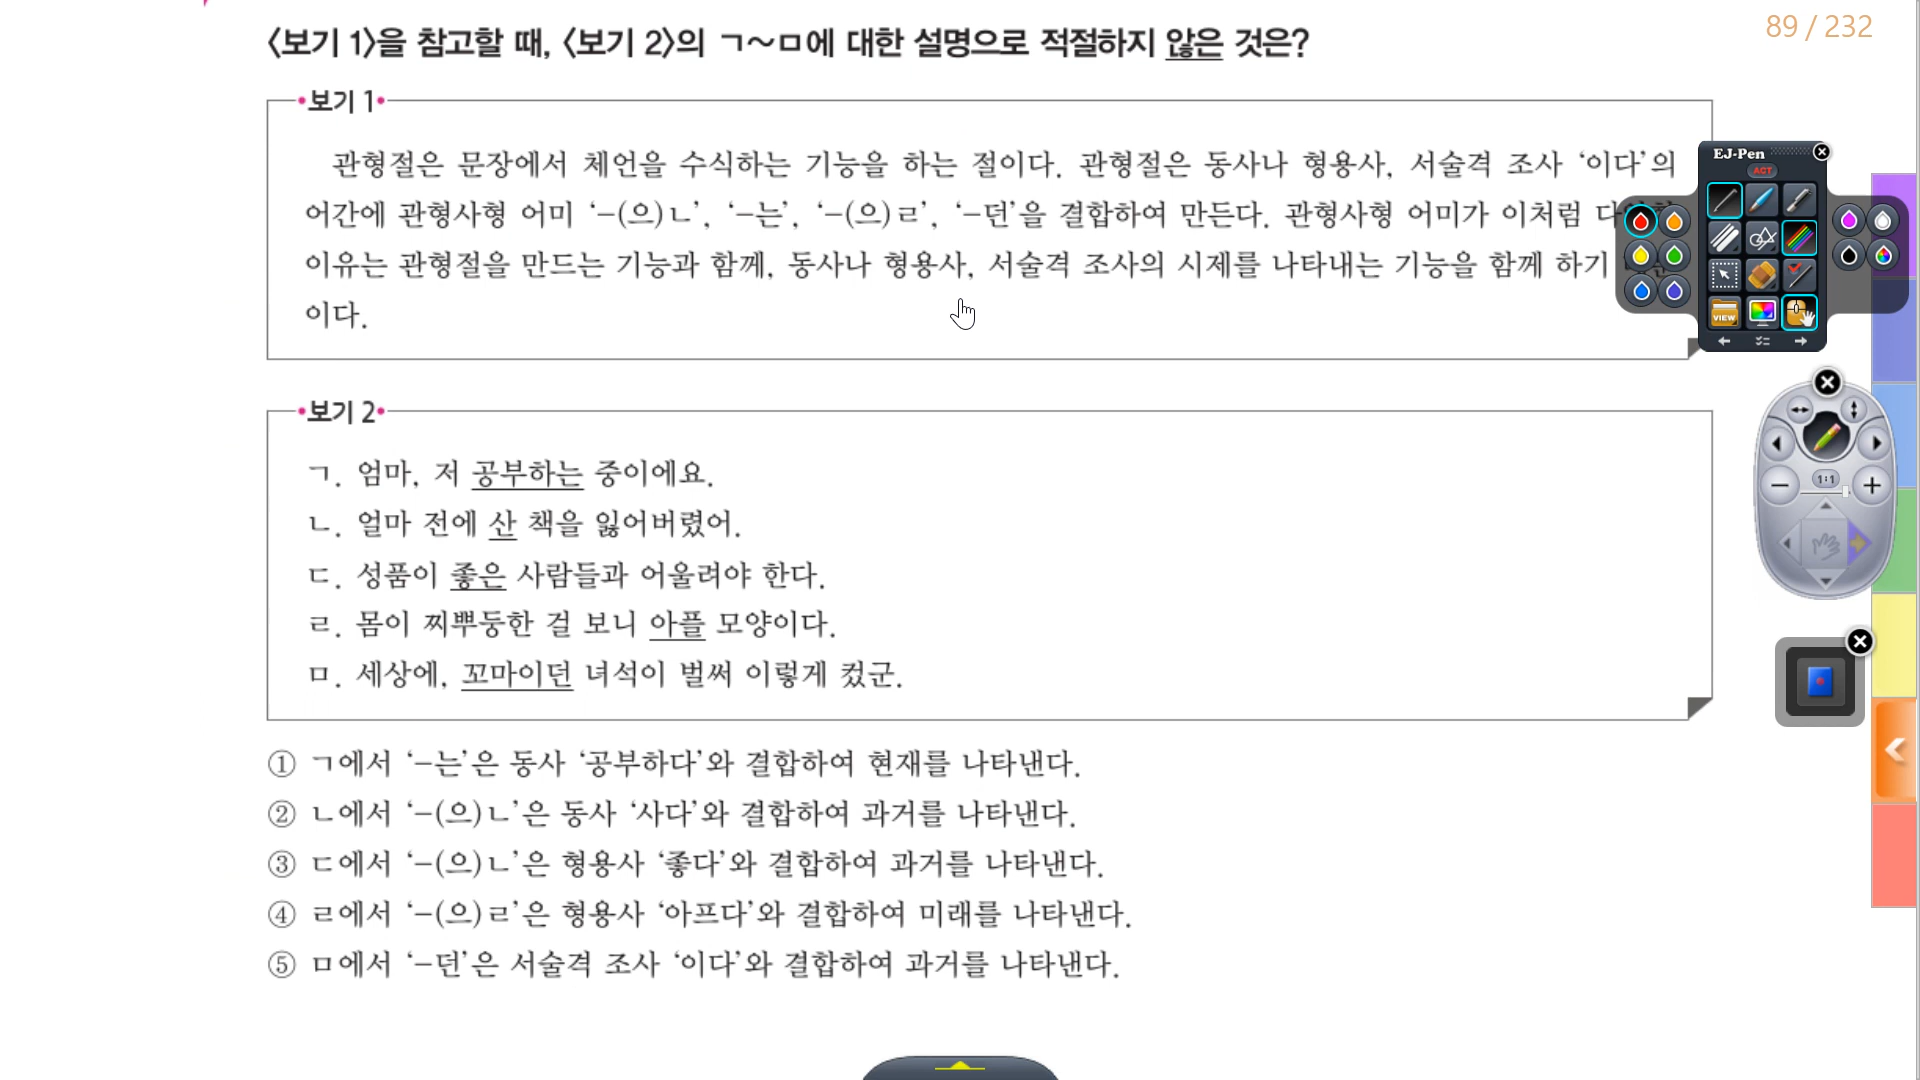 89 / 232
〈보기 1〉을 참고할 때, 〈보기 2〉의 ㄱ~ㅁ에 대한 설명으로 적절하지 않은 것은?
보기 1
관형절은 문장에서 체언을 수식하는 기능을 하는 절이다. 관형절은 동사나 형용사, 서술격 조사 ‘이다’의
어간에 관형사형 어미 ‘-(으)ㄴ’, ‘-는’, ‘-(으)ㄹ’, ‘-던’을 결합하여 만든다. 관형사형 어미가 이처럼
이유는 관형절을 만드는 기능과 함께, 동사나 형용사, 서술격 조사의 시제를 나타내는 기능을 함께 하기
이다.
EJ-Pen
ACT
VIEW
보기 2
ㄱ. 엄마, 저 공부하는 중이에요.
ㄴ. 얼마 전에 산 책을 잃어버렸어.
ㄷ. 성품이 좋은 사람들과 어울려야 한다.
ㄹ. 몸이 찌뿌둥한 걸 보니 아플 모양이다.
ㅁ. 세상에, 꼬마이던 녀석이 벌써 이렇게 컸군.
1:1
① ㄱ에서 ‘-는’은 동사 ‘공부하다’와 결합하여 현재를 나타낸다.
② ㄴ에서 ‘-(으)ㄴ’은 동사 ‘사다’와 결합하여 과거를 나타낸다.
③ ㄷ에서 ‘-(으)ㄴ’은 형용사 ‘좋다’와 결합하여 과거를 나타낸다.
④ ㄹ에서 ‘-(으)ㄹ’은 형용사 ‘아프다’와 결합하여 미래를 나타낸다.
⑤ ㅁ에서 ‘-던’은 서술격 조사 ‘이다’와 결합하여 과거를 나타낸다.